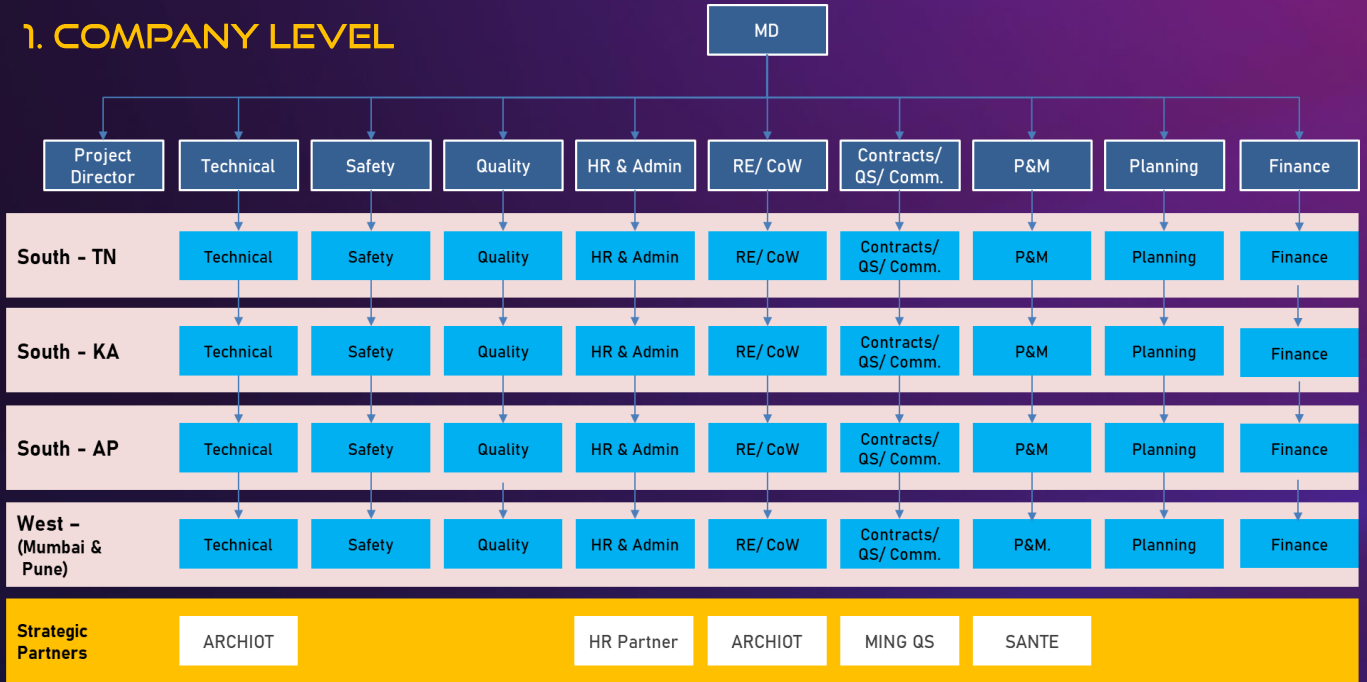 1. COMPANY LEVEL
MD
Project
Director
Technical
Safety
Quality
HR & Admin
RE/ CoW
Contracts/
QS/ Comm.
P&M
Planning
Finance
South - TN
Technical
Safety
Quality
HR & Admin
RE/ CoW
Contracts/
QS/ Comm.
P&M
Planning
Finance
South - KA
Technical
Safety
Quality
HR & Admin
RE/ CoW
Contracts/
QS/ Comm.
P&M
Planning
Finance
South - AP
Technical
Safety
Quality
HR & Admin
RE/ CoW
Contracts/
QS/ Comm.
P&M
Planning
Finance
West –
(Mumbai &
Pune)
Technical
Safety
Quality
HR & Admin
RE/ CoW
Contracts/
QS/ Comm.
P&M.
Planning
Finance
Strategic
Partners
ARCHIOT
HR Partner
ARCHIOT
MING QS
SANTE